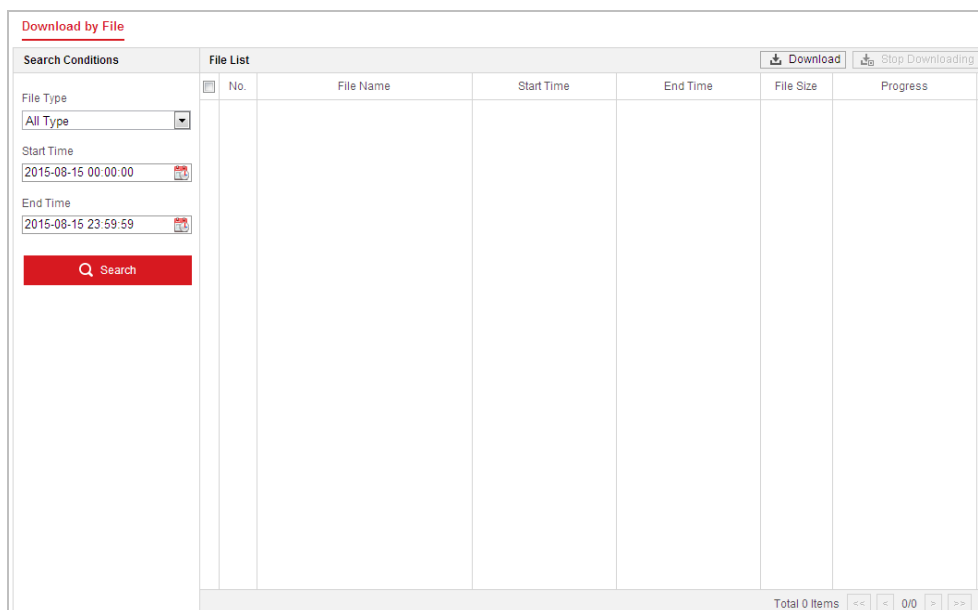 Download by File
Search Conditions
File List
Download
Stop Downloading
No.
File Name
Start Time
End Time
File Size
Progress
File Type
All Type
Start Time
2015-08-15 00:00:00
End Time
2015-08-15 23:59:59
Search
Total 0 Items << < 0/0 > >>